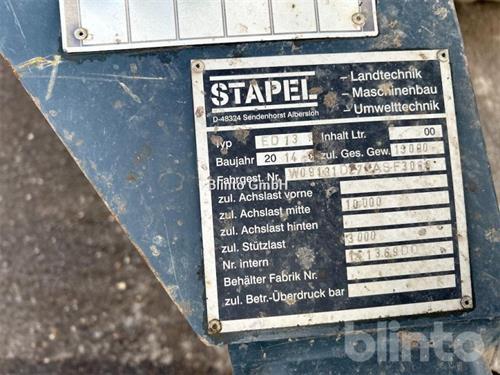 STAPEL
D-48324 Sendenhorst Albersloh
– Landtechnik
– Maschinenbau
– Umwelttechnik
Typ ED 13 Inhalt Ltr. 00
Baujahr 20 14 zul. Ges. Gew. 13000
Fahrgest. Nr.
Blinto GmbH
zul. Achslast vorne
zul. Achslast mitte 10000
zul. Achslast hinten
zul. Stützlast 3000
Nr. intern
Behälter Fabrik Nr.
zul. Betr.-Überdruck bar
blinto